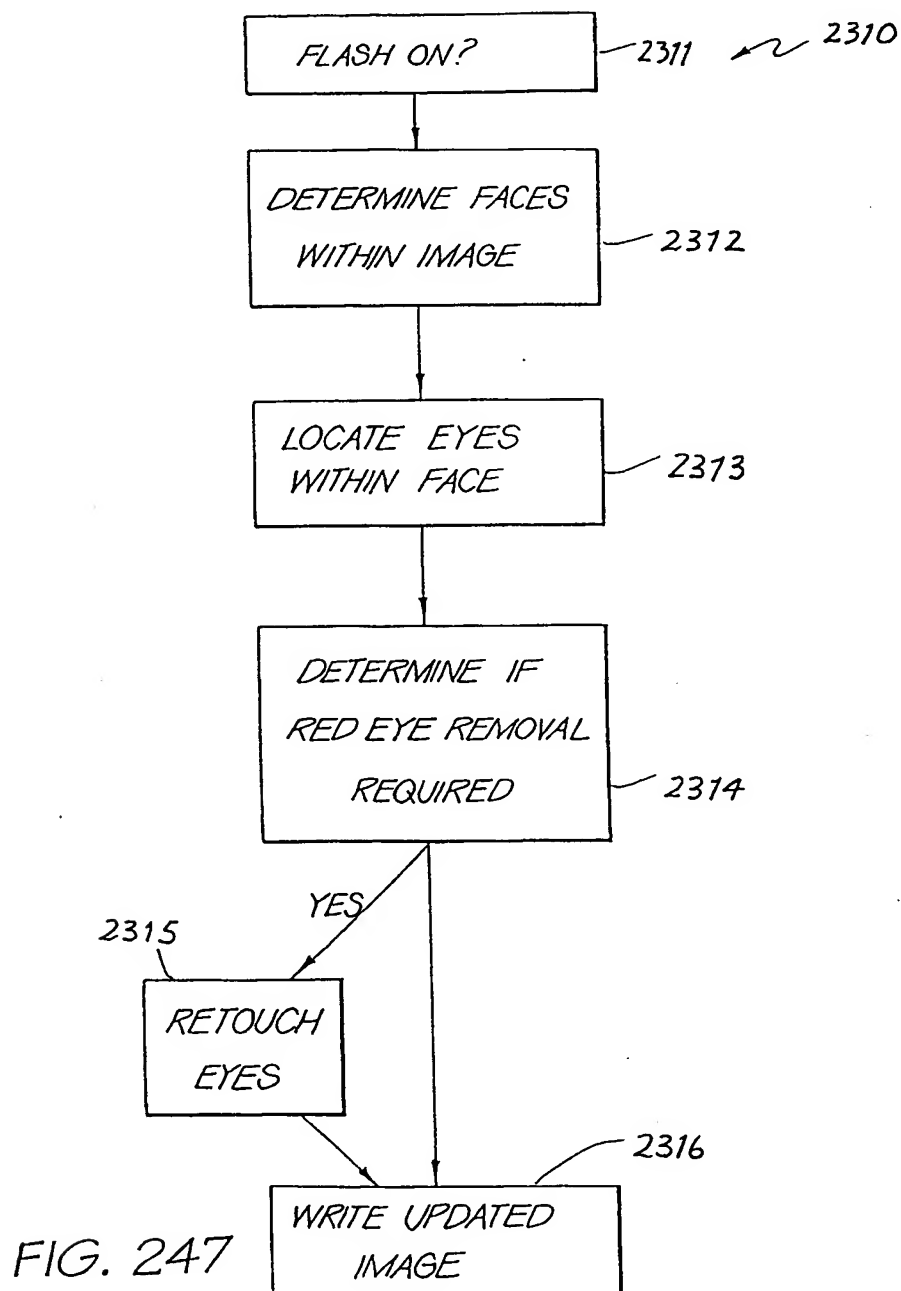 FLASH ON?
2311
2310
DETERMINE FACES
WITHIN IMAGE
2312
LOCATE EYES
WITHIN FACE
2313
DETERMINE IF
RED EYE REMOVAL
REQUIRED
2314
YES
2315
RETOUCH
EYES
2316
WRITE UPDATED
IMAGE
FIG. 247